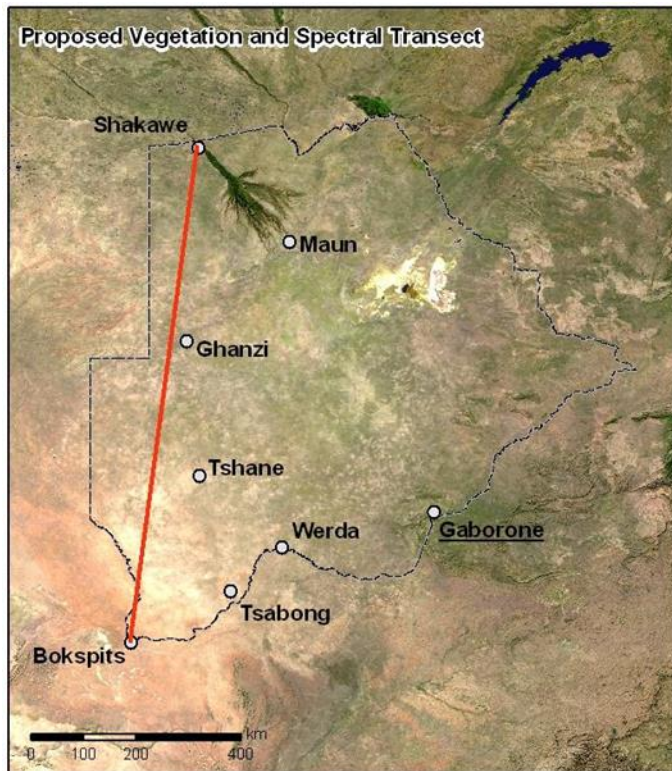 Proposed Vegetation and Spectral Transect
Shakawe
Maun
Ghanzi
Tshane
Gaborone
Werda
Tsabong
Bokspits
km
0 100 200 400